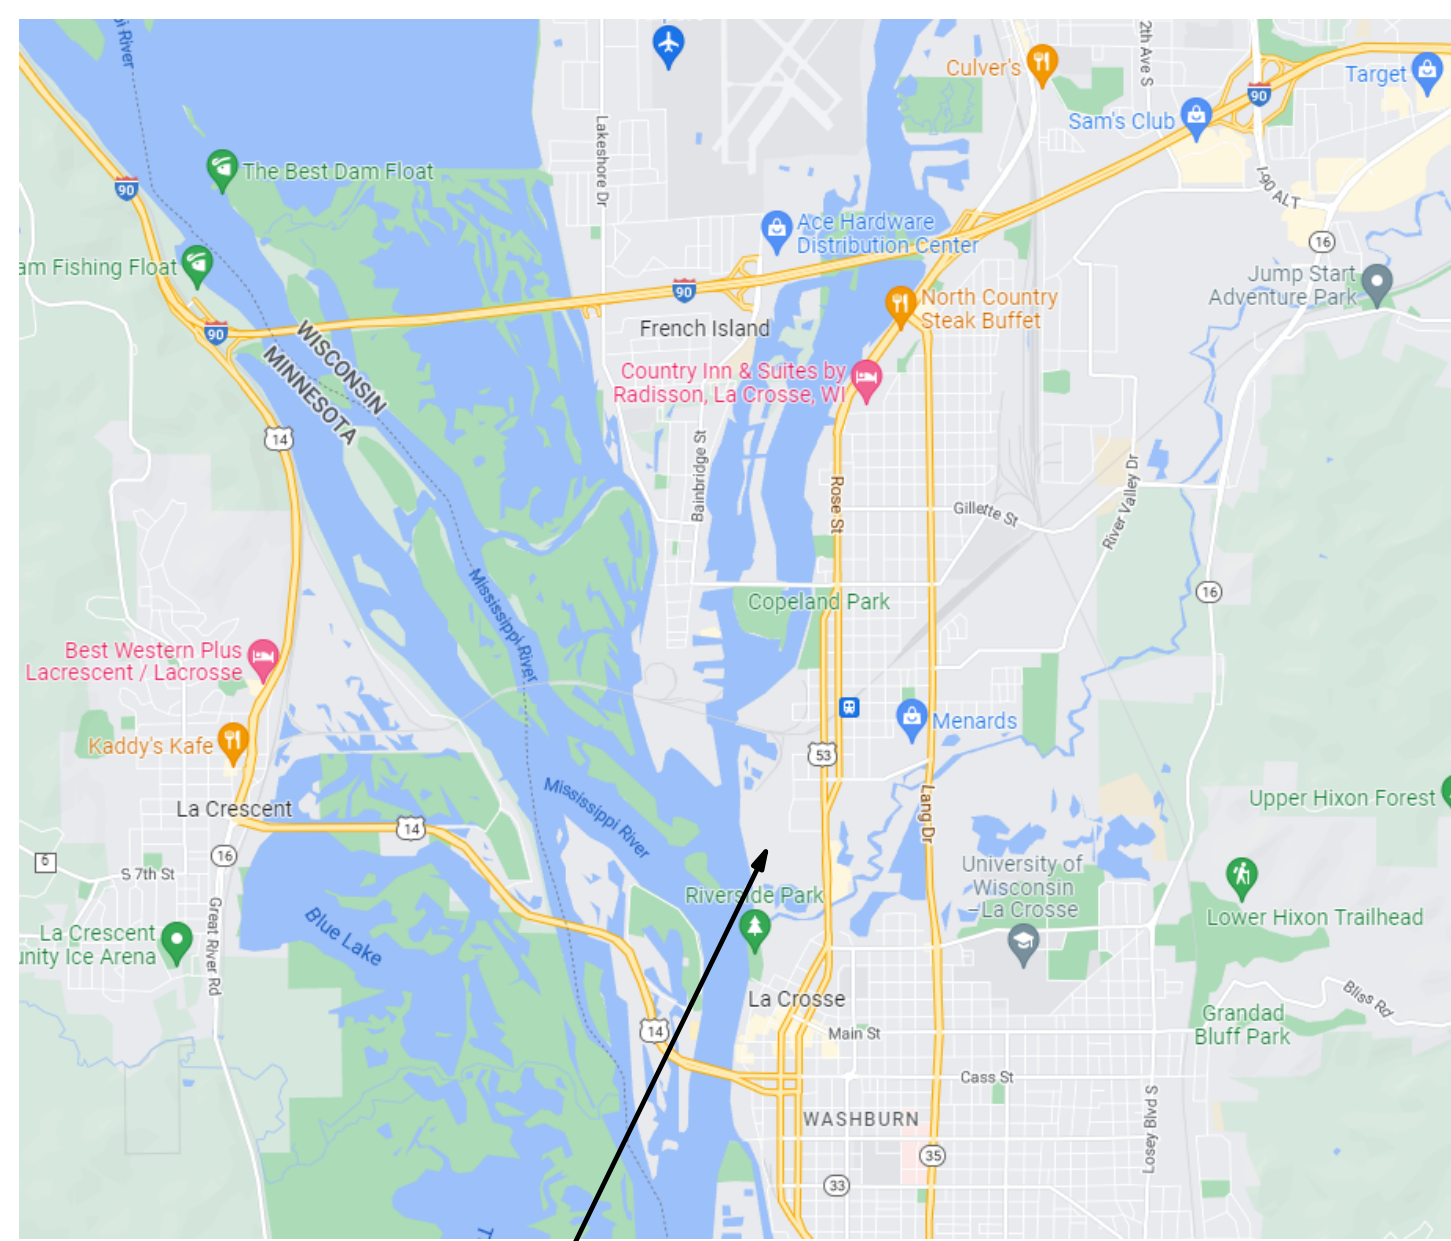 pi River
Culver's
2th Ave S
Target
90
Sam's Club
Lakeshore Dr
The Best Dam Float
90
I-90 ALT
Ace Hardware
Distribution Center
16
am Fishing Float
Jump Start
Adventure Park
90
North Country
Steak Buffet
90
French Island
WISCONSIN
MINNESOTA
Country Inn & Suites by
Radisson, La Crosse, WI
14
Bainbridge St
Rose St
River Valley Dr
Gillette St
Mississippi River
16
Copeland Park
Best Western Plus
Lacrescent / Lacrosse
Menards
Kaddy's Kafe
53
Mississippi River
Upper Hixon Forest
La Crescent
14
Lang Dr
6
16
S 7th St
University of
Wisconsin
–La Crosse
Riverside Park
Lower Hixon Trailhead
Great River Rd
Blue Lake
La Crescent
unity Ice Arena
La Crosse
Bliss Rd
Grandad
Bluff Park
14
Main St
Cass St
WASHBURN
Losey Blvd S
35
33